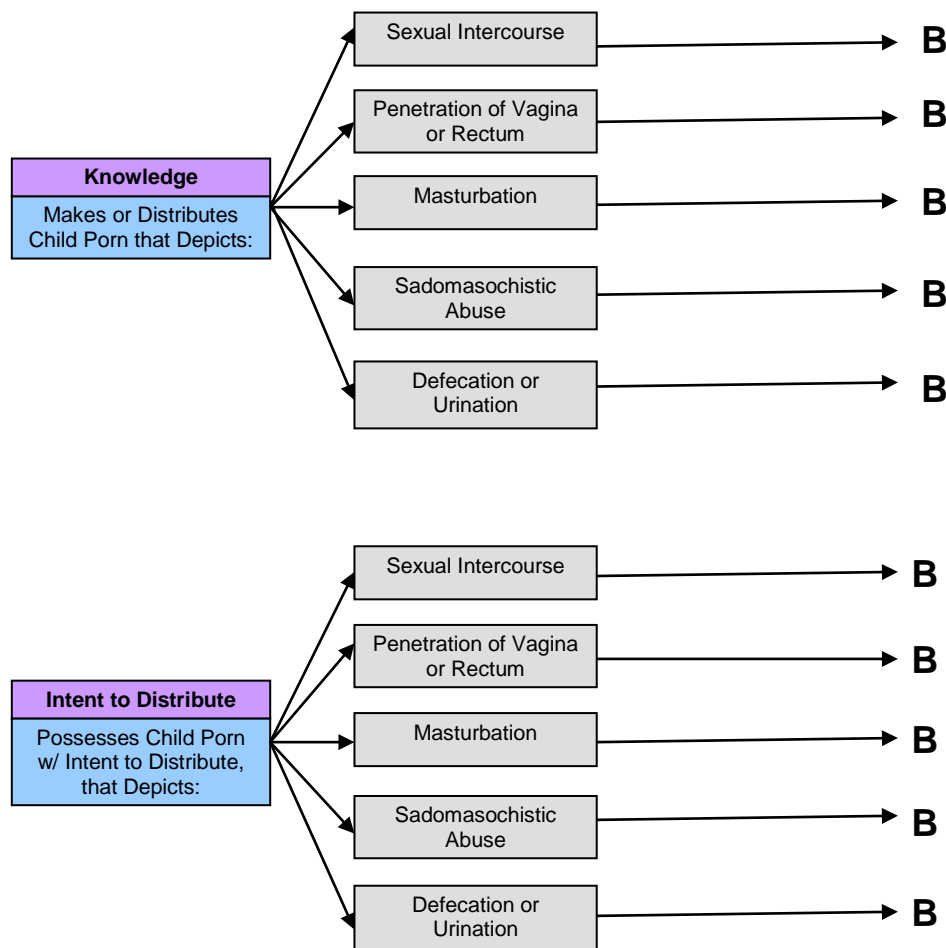 Sexual Intercourse
B
Penetration of Vagina
or Rectum
B
Knowledge
Makes or Distributes
Child Porn that Depicts:
Masturbation
B
Sadomasochistic
Abuse
B
Defecation or
Urination
B
Sexual Intercourse
B
Penetration of Vagina
or Rectum
B
Intent to Distribute
Possesses Child Porn
w/ Intent to Distribute,
that Depicts:
Masturbation
B
Sadomasochistic
Abuse
B
Defecation or
Urination
B